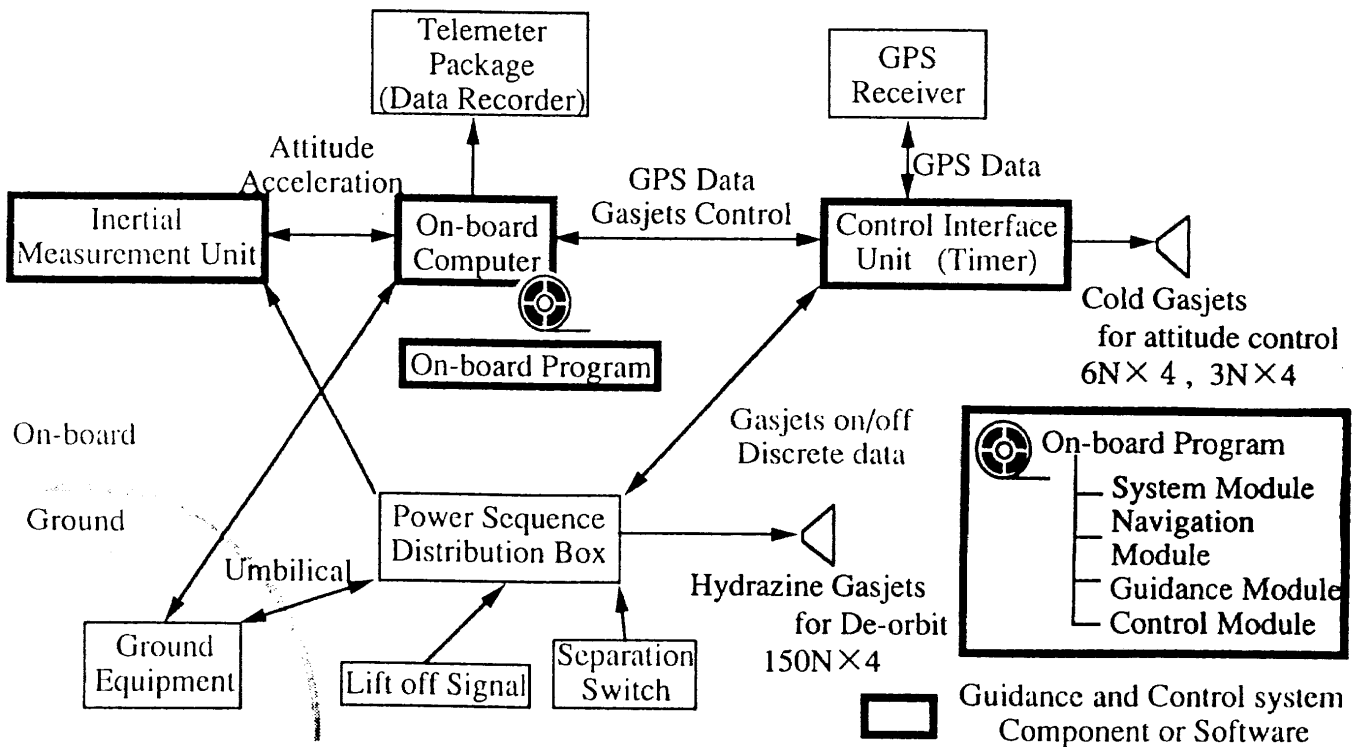 Telemeter
Package
(Data Recorder)
GPS
Receiver
Attitude
Acceleration
GPS Data
GPS Data
Gasjets Control
Inertial
Measurement Unit
On-board
Computer
Control Interface
Unit (Timer)
On-board Program
Cold Gasjets
for attitude control
6N×4 , 3N×4
On-board
Ground
Gasjets on/off
Discrete data
On-board Program
System Module
Navigation
Module
Guidance Module
Control Module
Power Sequence
Distribution Box
Umbilical
Hydrazine Gasjets
for De-orbit
150N×4
Ground
Equipment
Lift off Signal
Separation
Switch
Guidance and Control system
Component or Software